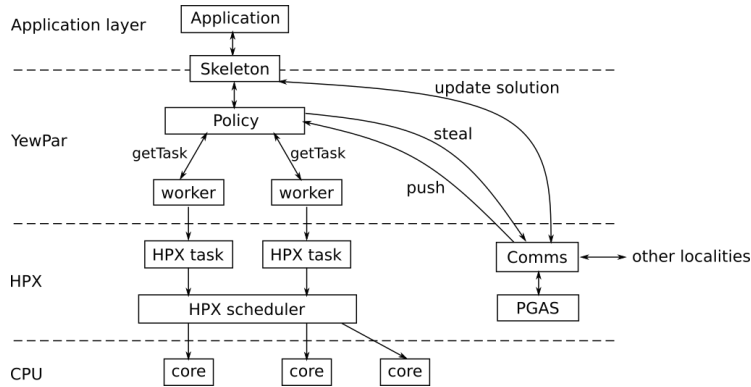 Application layer
Application
Skeleton
update solution
YewPar
Policy
steal
getTask
getTask
push
worker
worker
HPX
HPX task
HPX task
Comms
other localities
PGAS
HPX scheduler
CPU
core
core
core